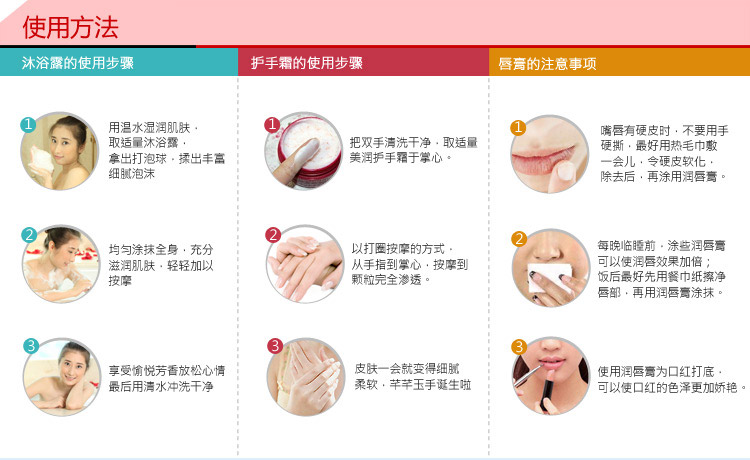 使用方法
沐浴露的使用步骤
1
用温水湿润肌肤，
取适量沐浴露，
拿出打泡球，揉出丰富
细腻泡沫
2
均匀涂抹全身，充分
滋润肌肤，轻轻加以
按摩
3
享受愉悦芳香放松心情
最后用清水冲洗干净
护手霜的使用步骤
1
把双手清洗干净，取适量
美润护手霜于掌心。
2
以打圈按摩的方式，
从手指到掌心，按摩到
颗粒完全渗透。
3
皮肤一会就变得细腻
柔软，芊芊玉手诞生啦
唇膏的注意事项
1
嘴唇有硬皮时，不要用手
硬撕，最好用热毛巾敷
一会儿，令硬皮软化，
除去后，再涂用润唇膏。
2
每晚临睡前，涂些润唇膏
可以使润唇效果加倍；
饭后最好先用餐巾纸擦净
唇部，再用润唇膏涂抹。
3
使用润唇膏为口红打底，
可以使口红的色泽更加娇艳。